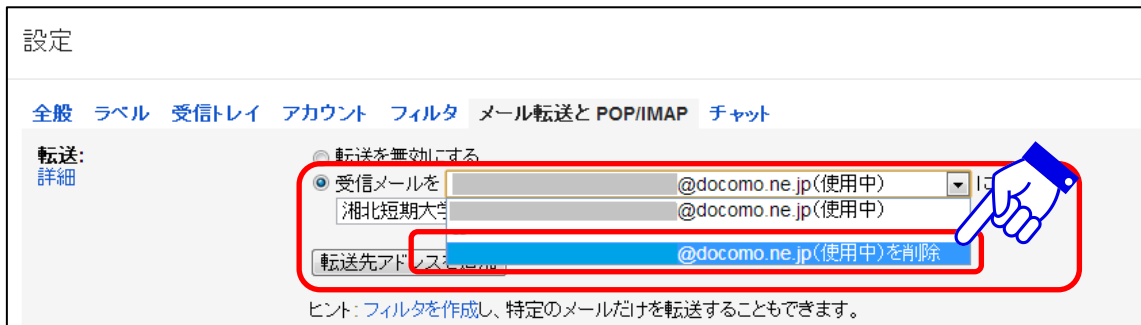 設定
全般 ラベル 受信トレイ アカウント フィルタ メール転送と POP/IMAP チャット
転送:
詳細
転送を無効にする
受信メールを @docomo.ne.jp(使用中) に
湘北短期大学 @docomo.ne.jp(使用中)
@docomo.ne.jp(使用中)を削除
転送先アドレスを追加
ヒント: フィルタを作成し、特定のメールだけを転送することもできます。